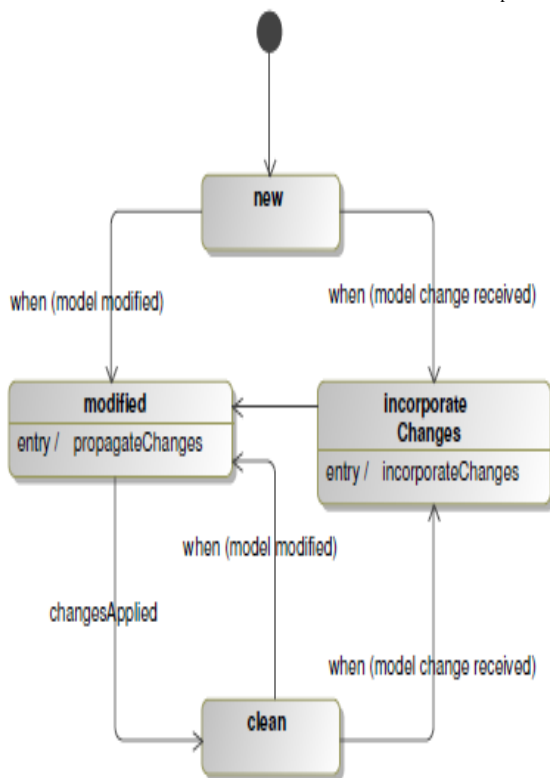 new
when (model modified)
when (model change received)
modified
entry / propagateChanges
incorporate
Changes
entry / incorporateChanges
when (model modified)
changesApplied
when (model change received)
clean